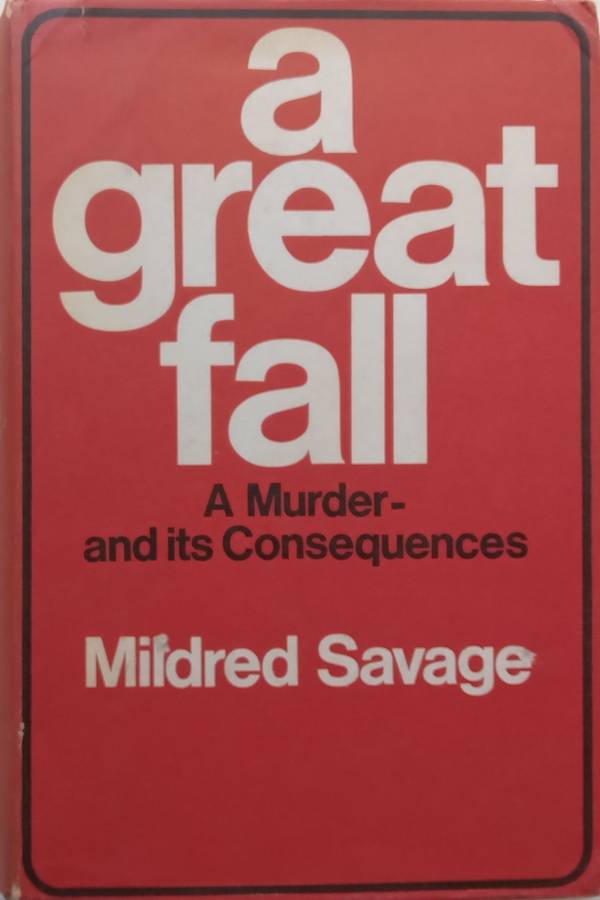 a
great
fall
A Murder-
and its Consequences
Mildred Savage